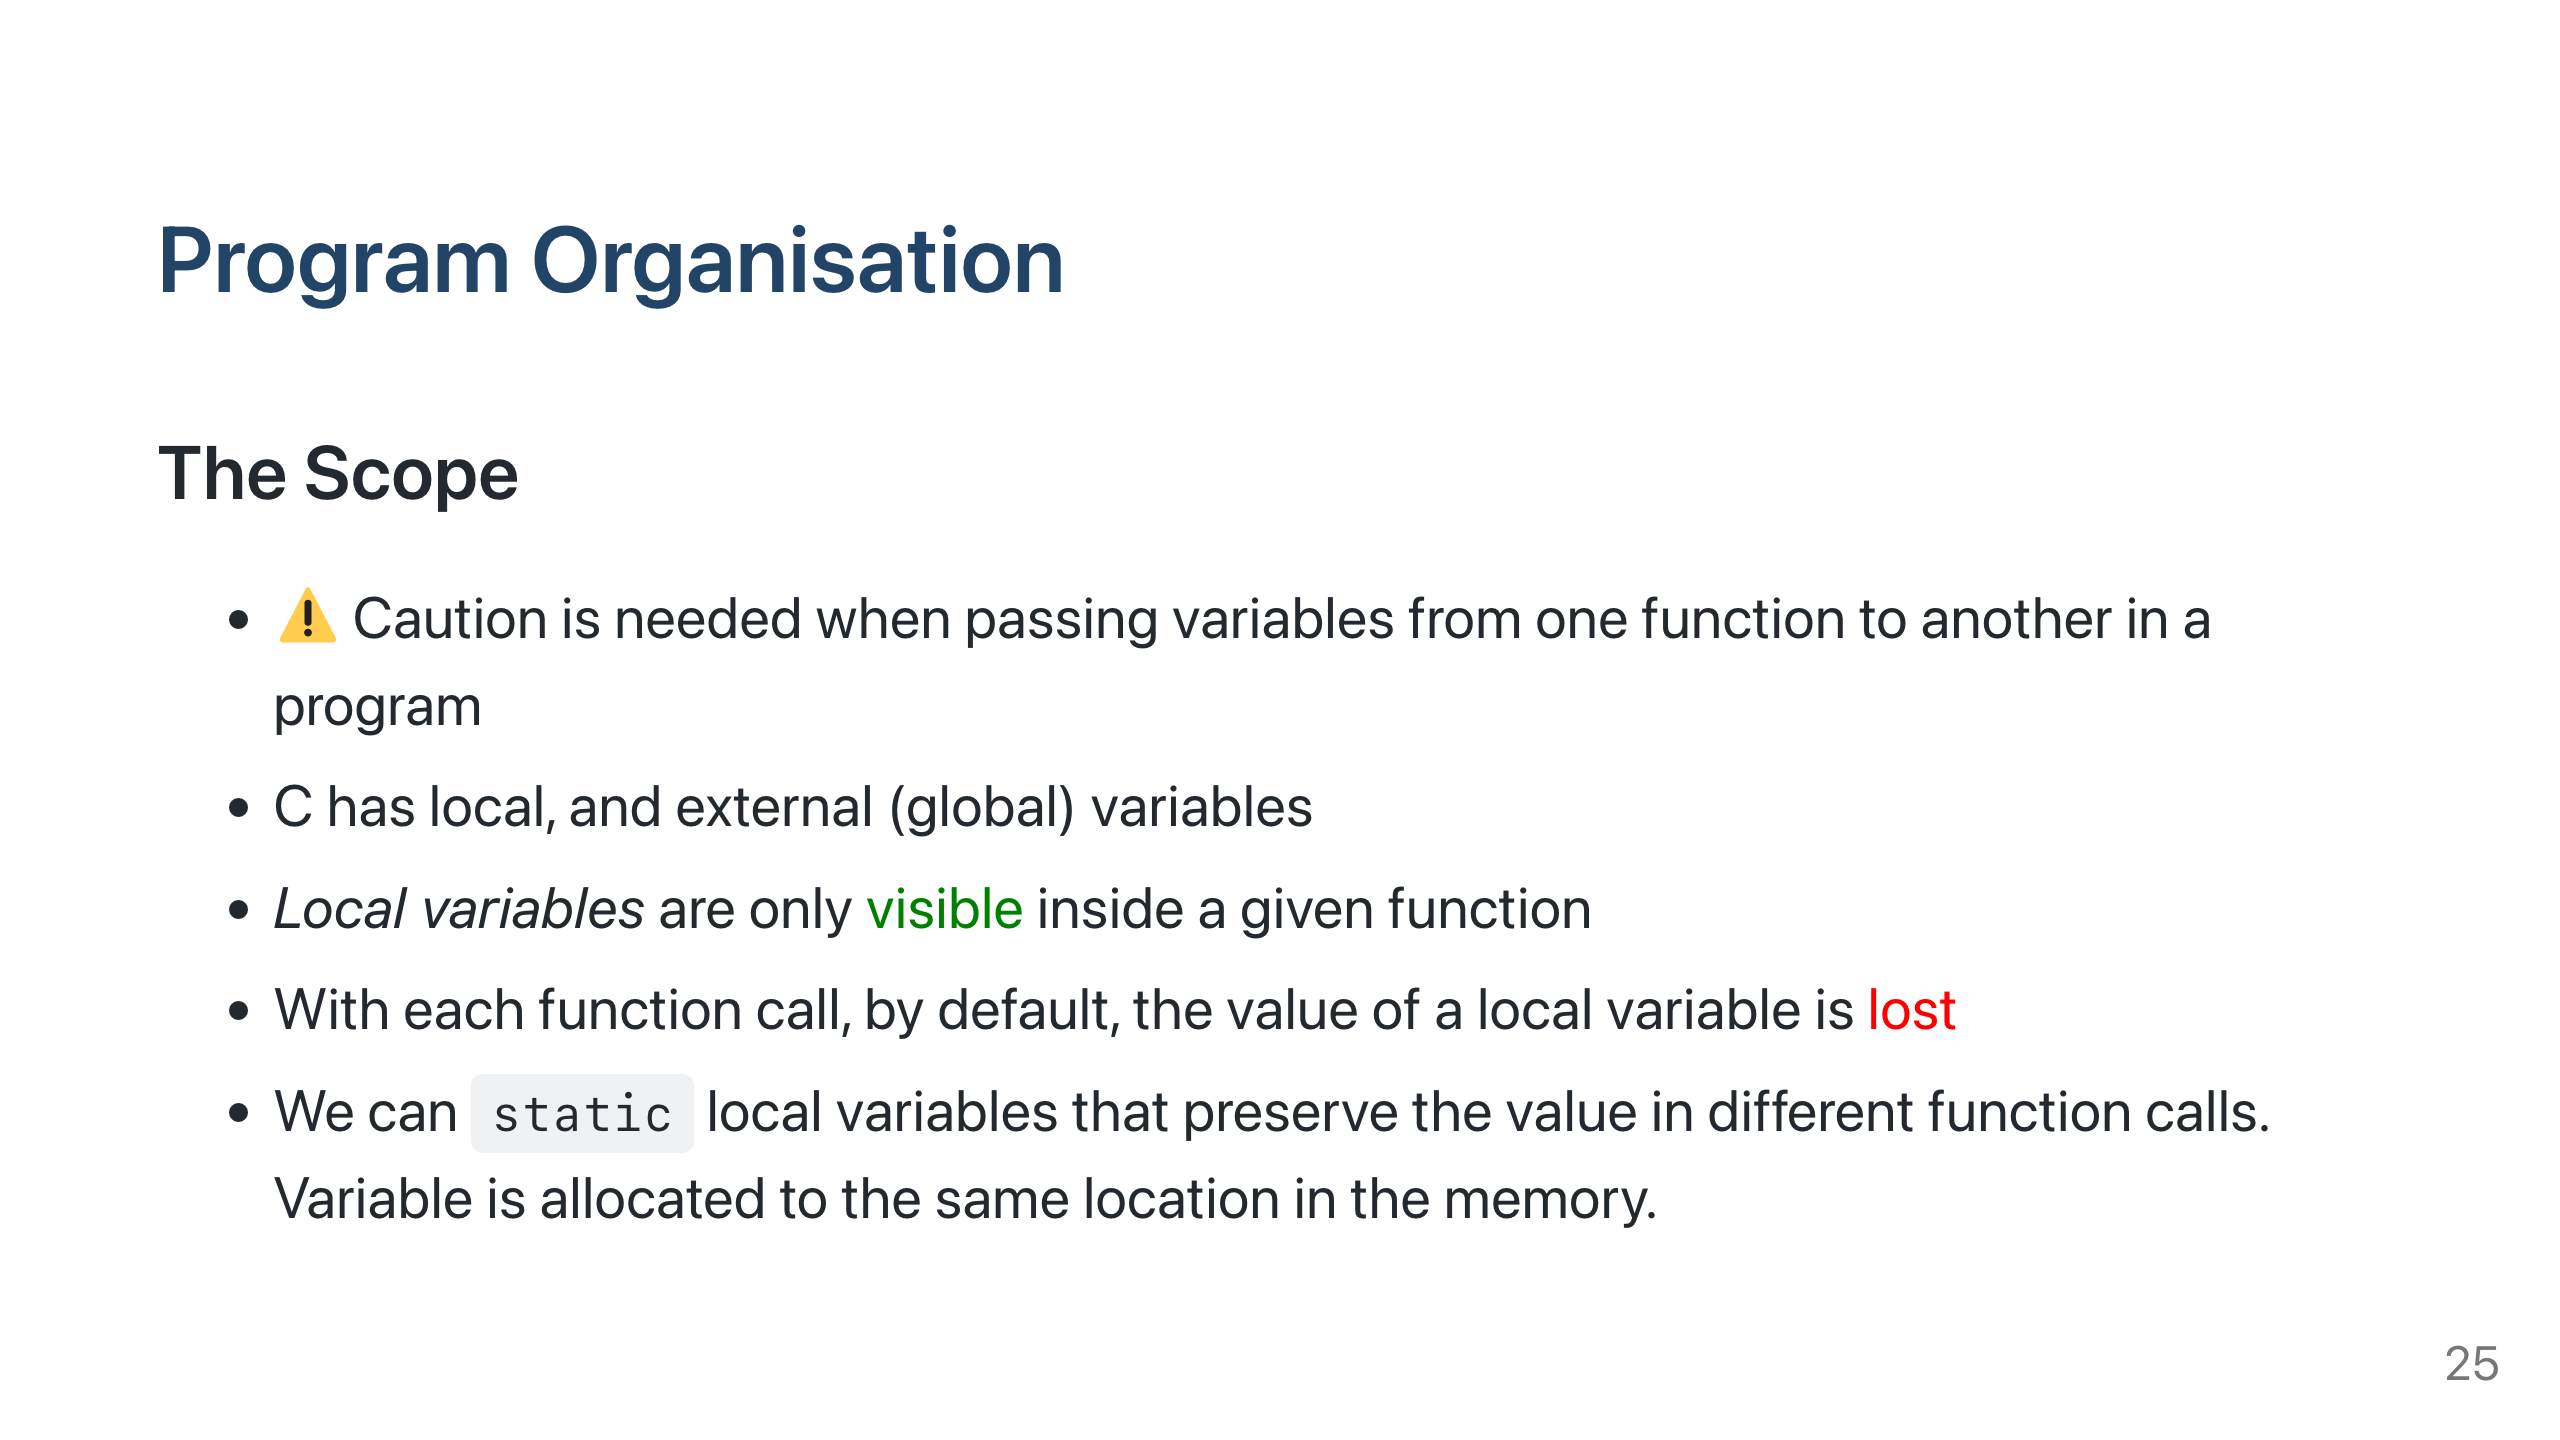 Program Organisation
The Scope
• ⚠️ Caution is needed when passing variables from one function to another in a
program
• C has local, and external (global) variables
• Local variables are only visible inside a given function
• With each function call, by default, the value of a local variable is lost
• We can static local variables that preserve the value in different function calls.
Variable is allocated to the same location in the memory.
25